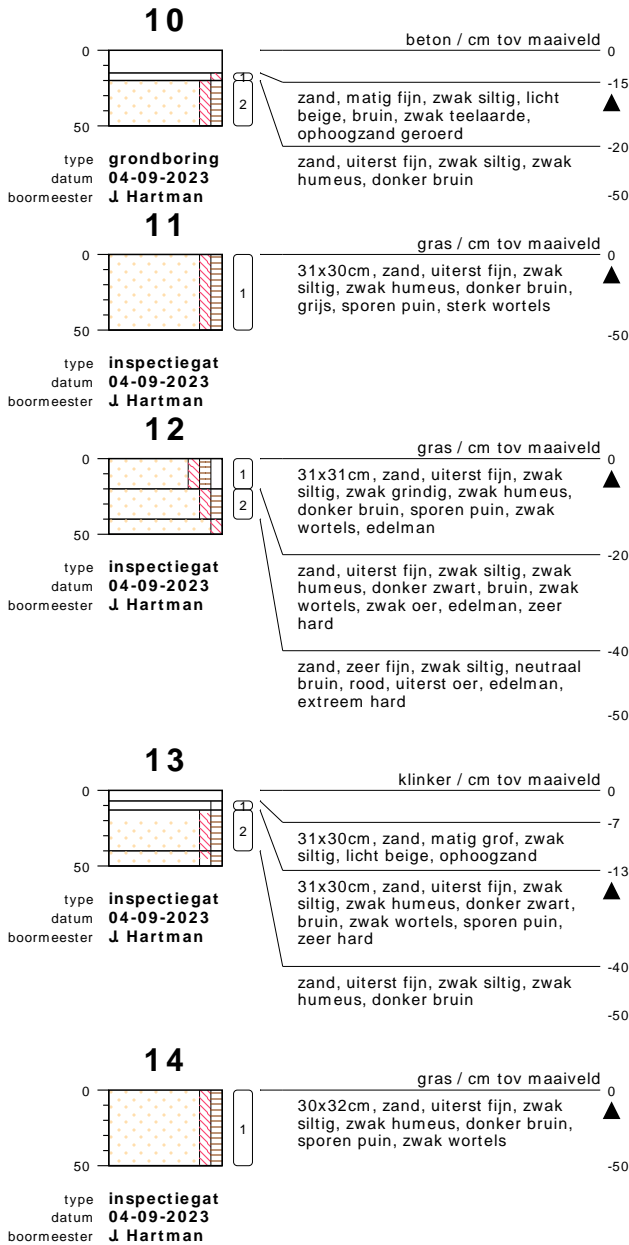 10
beton / cm tov maaiveld
0
0
1
-15
2
zand, matig fijn, zwak siltig, licht
beige, bruin, zwak teelaarde,
ophoogzand geroerd
50
-20
type grondboring
zand, uiterst fijn, zwak siltig, zwak
humeus, donker bruin
datum 04-09-2023
-50
boormeester J. Hartman
11
gras / cm tov maaiveld
0
0
31x30cm, zand, uiterst fijn, zwak
siltig, zwak humeus, donker bruin,
grijs, sporen puin, sterk wortels
1
50
-50
type inspectiegat
datum 04-09-2023
boormeester J. Hartman
12
gras / cm tov maaiveld
0
0
1
31x31cm, zand, uiterst fijn, zwak
siltig, zwak grindig, zwak humeus,
donker bruin, sporen puin, zwak
wortels, edelman
2
50
-20
type inspectiegat
datum 04-09-2023
boormeester J. Hartman
zand, uiterst fijn, zwak siltig, zwak
humeus, donker zwart, bruin, zwak
wortels, zwak oer, edelman, zeer
hard
-40
zand, zeer fijn, zwak siltig, neutraal
bruin, rood, uiterst oer, edelman,
extreem hard
-50
13
klinker / cm tov maaiveld
0
0
1
-7
2
31x30cm, zand, matig grof, zwak
siltig, licht beige, ophoogzand
50
-13
type inspectiegat
datum 04-09-2023
boormeester J. Hartman
31x30cm, zand, uiterst fijn, zwak
siltig, zwak humeus, donker zwart,
bruin, zwak wortels, sporen puin,
zeer hard
-40
zand, uiterst fijn, zwak siltig, zwak
humeus, donker bruin
-50
14
gras / cm tov maaiveld
0
0
30x32cm, zand, uiterst fijn, zwak
siltig, zwak humeus, donker bruin,
sporen puin, zwak wortels
1
50
-50
type inspectiegat
datum 04-09-2023
boormeester J. Hartman